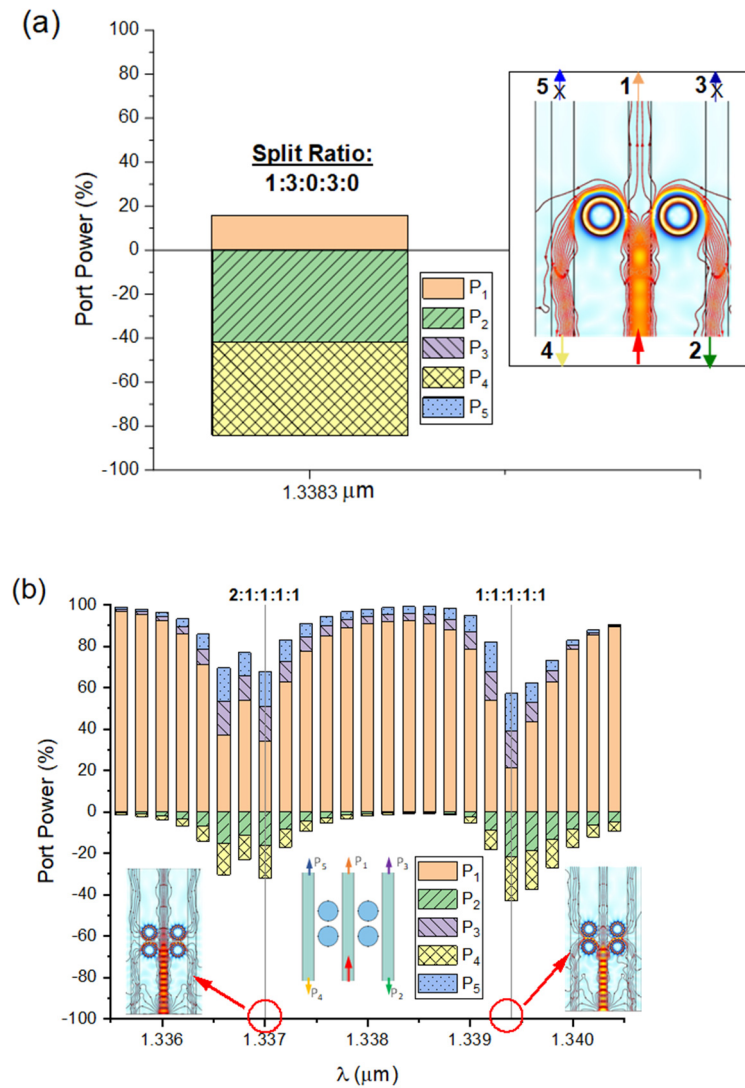 (a)
100
80
60
40
20
0
-20
-40
-60
-80
-100
Port Power (%)
Split Ratio:
1:3:0:3:0
P1
P2
P3
P4
P5
5 1 3
X X
4 2
1.3383 μm
(b)
2:1:1:1:1 1:1:1:1:1
100
80
60
40
20
0
-20
-40
-60
-80
-100
Port Power (%)
P5 P1 P3
P4 P2
P1
P2
P3
P4
P5
1.336 1.337 1.338 1.339 1.340
λ (μm)